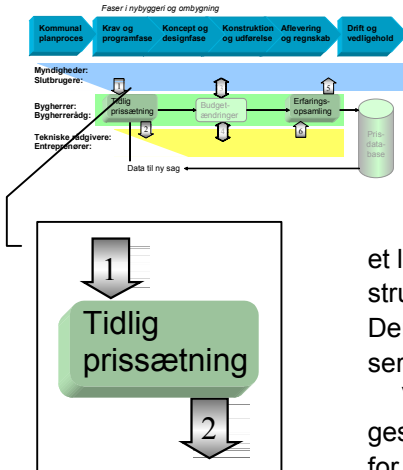 Faser i nybyggeri og ombygning
Kommunal planproces
Krav og programfase
Koncept og designfase
Konstruktion og udførelse
Aflevering og regnskab
Drift og vedligehold
Myndigheder:
Slutbrugere:
1
5
Bygherrer:
Bygherrerådg:
Tidlig prissætning
Budget-
ændringer
Erfarings-
opsamling
Pris-
data-
base
2
6
Tekniske rådgivere:
Entreprenører:
Data til ny sag
1
Tidlig
prissætning
2
et l
stru
De
ser
ges
for